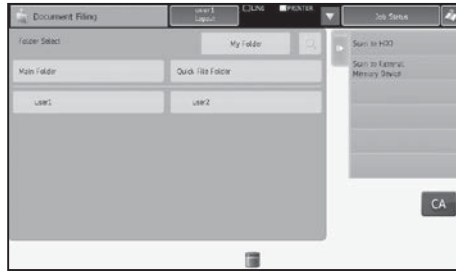 Document Filing
user1
Logout
LINE
PRINTER
Job Status
Folder Select
My Folder
Scan to HDD
Main Folder
Quick File Folder
Scan to External
Memory Device
user1
user2
CA